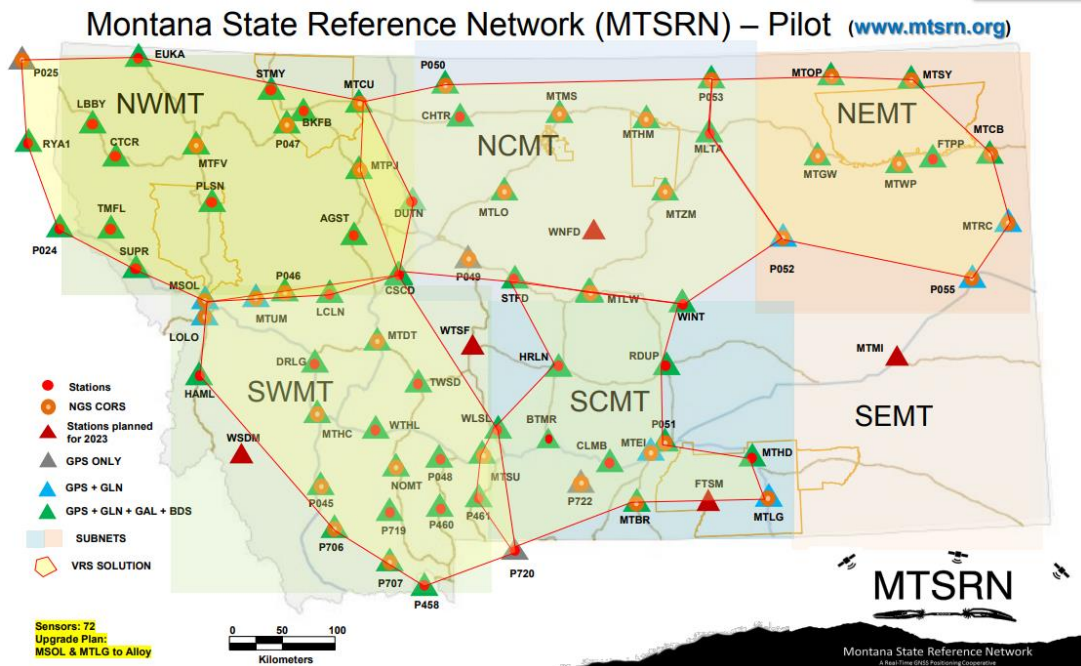 Montana State Reference Network (MTSRN) – Pilot (www.mtsrn.org)
EUKA
P025
STMY
P050
MTCU
MTOP
MTSY
P053
NWMT
LBBY
BKFB
CHTR
MTMS
MTHM
NEMT
MTCB
RYA1
CTCR
MTFV
P047
NCMT
MLTA
FTPP
MTPJ
MTGW
MTWP
PLSN
DUTN
MTLO
MTZM
TMFL
AGST
WNFD
MTRC
P024
SUPR
P049
P052
P055
MSOL
P046
CSCD
STFD
MTUM
LCLN
MTLW
WINT
LOLO
MTDT
WTSF
MTMI
DRLG
HRLN
RDUP
HAML
SWMT
TWSD
SCMT
SEMT
MTHC
WTHL
WLSL
BTMR
P051
WSDM
CLMB
MTEL
MTHD
P048
MTSU
NOMT
P045
P722
FTSM
P719
P460
P461
MTBR
MTLG
P706
P707
P720
P458
Stations
NGS CORS
Stations planned
for 2023
GPS ONLY
GPS + GLN
GPS + GLN + GAL + BDS
SUBNETS
VRS SOLUTION
Sensors: 72
Upgrade Plan:
MSOL & MTLG to Alloy
0 50 100
Kilometers
MTSRN
Montana State Reference Network
A Real-Time GNSS Positioning Cooperative